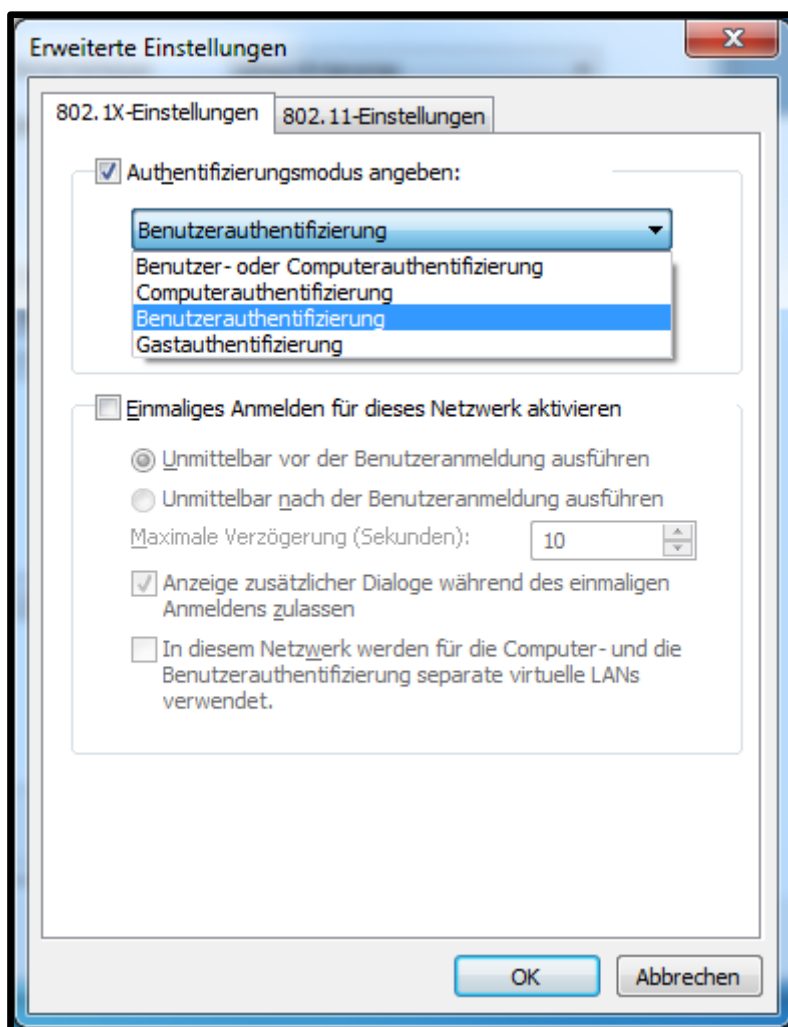 Erweiterte Einstellungen
802.1X-Einstellungen
802.11-Einstellungen
Authentifizierungsmodus angeben:
Benutzerauthentifizierung
Benutzer- oder Computerauthentifizierung
Computerauthentifizierung
Benutzerauthentifizierung
Gastauthentifizierung
Einmaliges Anmelden für dieses Netzwerk aktivieren
Unmittelbar vor der Benutzeranmeldung ausführen
Unmittelbar nach der Benutzeranmeldung ausführen
Maximale Verzögerung (Sekunden): 10
Anzeige zusätzlicher Dialoge während des einmaligen
Anmeldens zulassen
In diesem Netzwerk werden für die Computer- und die
Benutzerauthentifizierung separate virtuelle LANs
verwendet.
OK Abbrechen